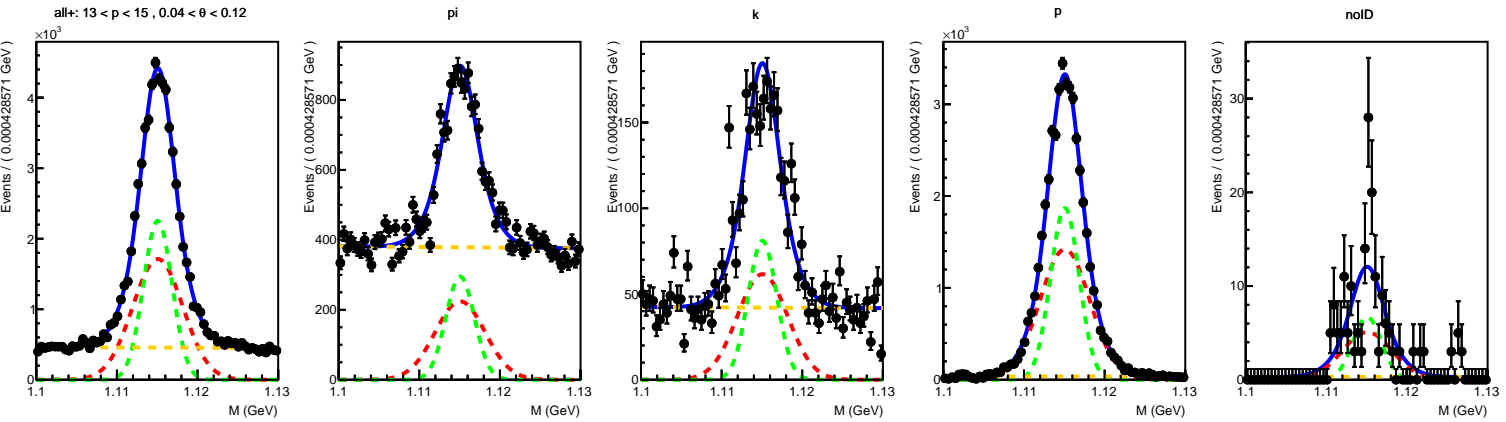 all+: 13 < p < 15 , 0.04 < θ < 0.12
×10³
Events / ( 0.000428571 GeV )
4
3
2
1
0
1.1 1.11 1.12 1.13
M (GeV)
pi
Events / ( 0.000428571 GeV )
800
600
400
200
0
1.1 1.11 1.12 1.13
M (GeV)
k
Events / ( 0.000428571 GeV )
150
100
50
0
1.1 1.11 1.12 1.13
M (GeV)
p
×10³
Events / ( 0.000428571 GeV )
3
2
1
0
1.1 1.11 1.12 1.13
M (GeV)
noID
Events / ( 0.000428571 GeV )
30
20
10
0
1.1 1.11 1.12 1.13
M (GeV)